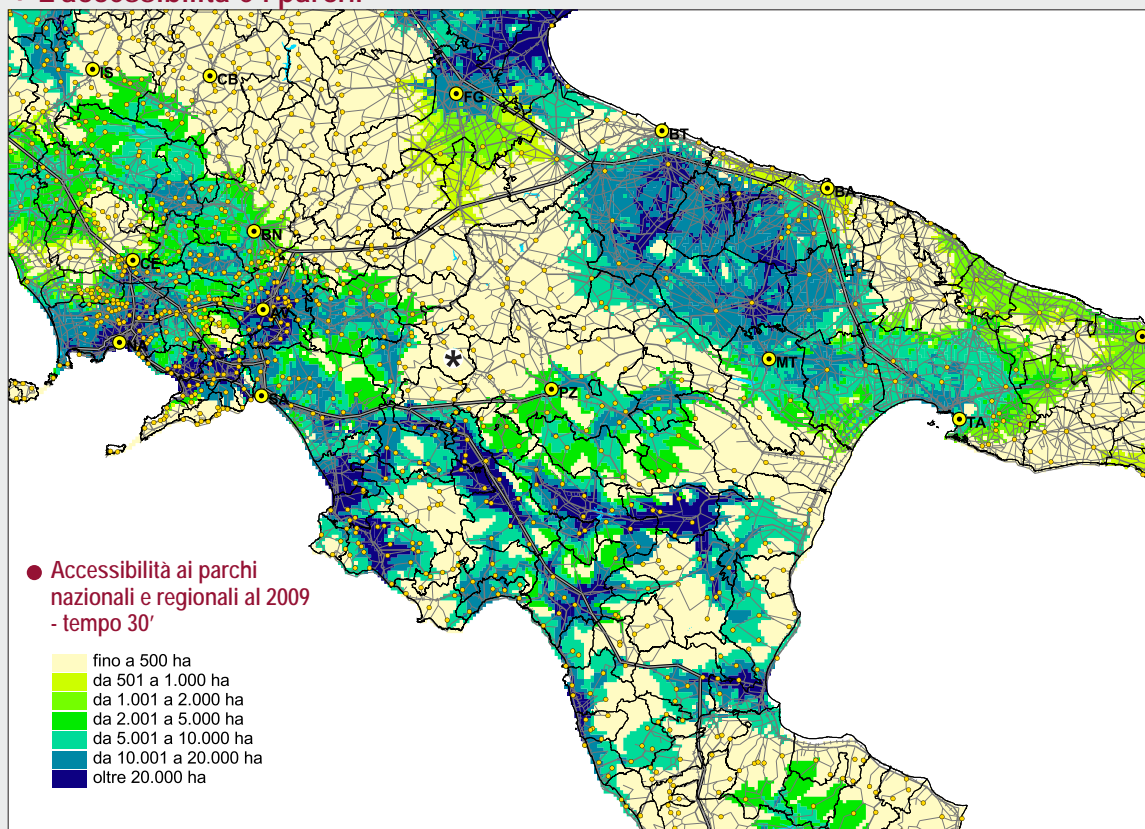 L'accessibilità e i parchi
IS
CB
FG
BT
BA
BN
CE
AV
NA
MT
SA
PZ
TA
*
Accessibilità ai parchi
nazionali e regionali al 2009
- tempo 30'
fino a 500 ha
da 501 a 1.000 ha
da 1.001 a 2.000 ha
da 2.001 a 5.000 ha
da 5.001 a 10.000 ha
da 10.001 a 20.000 ha
oltre 20.000 ha